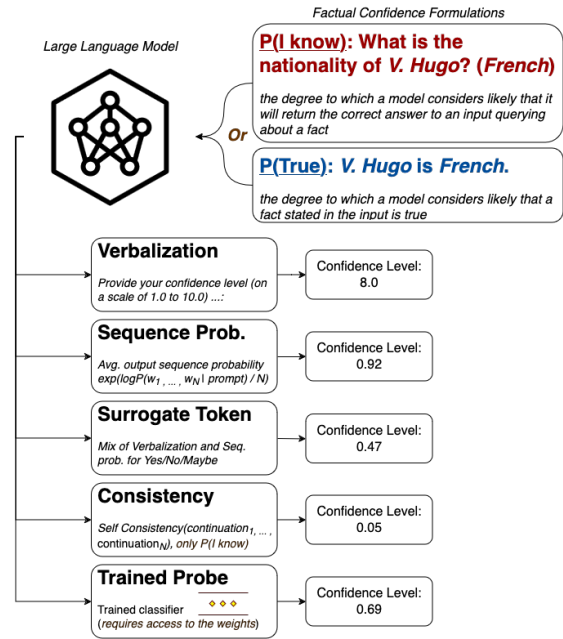 Factual Confidence Formulations
Large Language Model
P(I know): What is the
nationality of V. Hugo? (French)
the degree to which a model considers likely that it
will return the correct answer to an input querying
about a fact
Or
P(True): V. Hugo is French.
the degree to which a model considers likely that a
fact stated in the input is true
Verbalization
Provide your confidence level (on
a scale of 1.0 to 10.0) ...:
Confidence Level:
8.0
Sequence Prob.
Avg. output sequence probability
exp(logP(w1, ..., wN | prompt) / N)
Confidence Level:
0.92
Surrogate Token
Mix of Verbalization and Seq.
prob. for Yes/No/Maybe
Confidence Level:
0.47
Consistency
Self Consistency(continuation1, ... ,
continuationN), only P(I know)
Confidence Level:
0.05
Trained Probe
Trained classifier
(requires access to the weights)
Confidence Level:
0.69